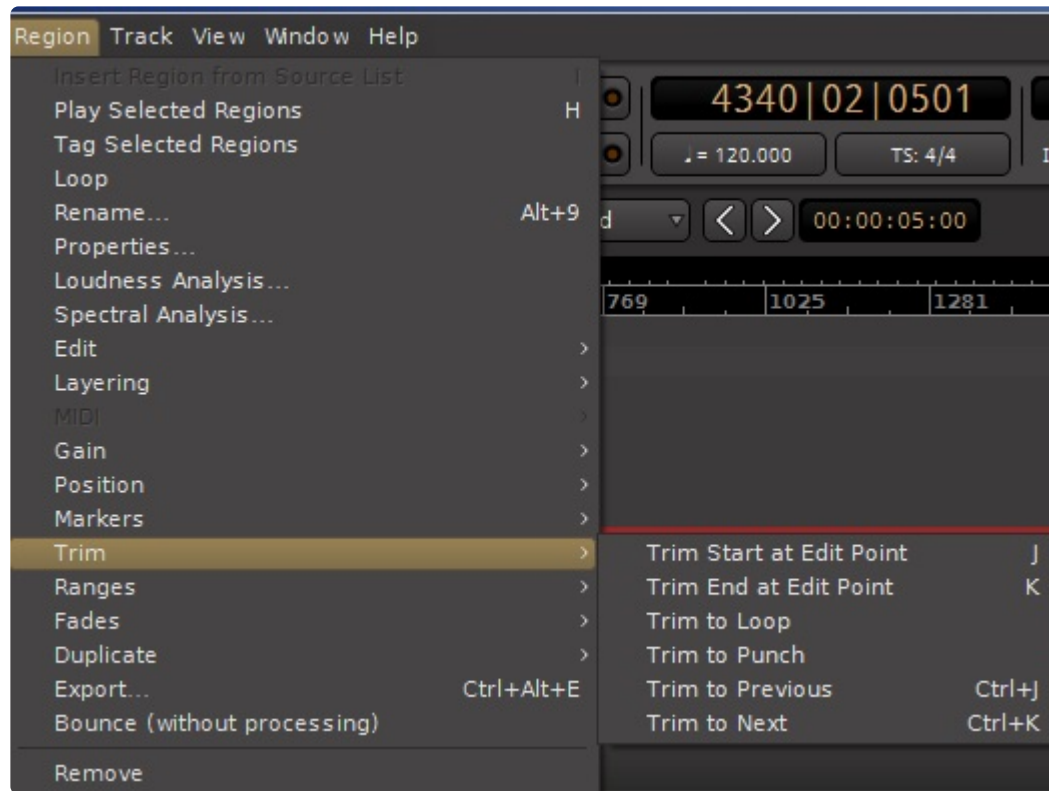 Region Track View Window Help
Insert Region from Source List I
Play Selected Regions H
Tag Selected Regions
Loop
Rename... Alt+9
Properties...
Loudness Analysis...
Spectral Analysis...
Edit
Layering
MIDI
Gain
Position
Markers
Trim
Ranges
Fades
Duplicate
Export... Ctrl+Alt+E
Bounce (without processing)
Remove
4340|02|0501
♩ = 120.000 TS: 4/4
d 00:00:05:00
769 1025 1281
Trim Start at Edit Point J
Trim End at Edit Point K
Trim to Loop
Trim to Punch
Trim to Previous Ctrl+J
Trim to Next Ctrl+K